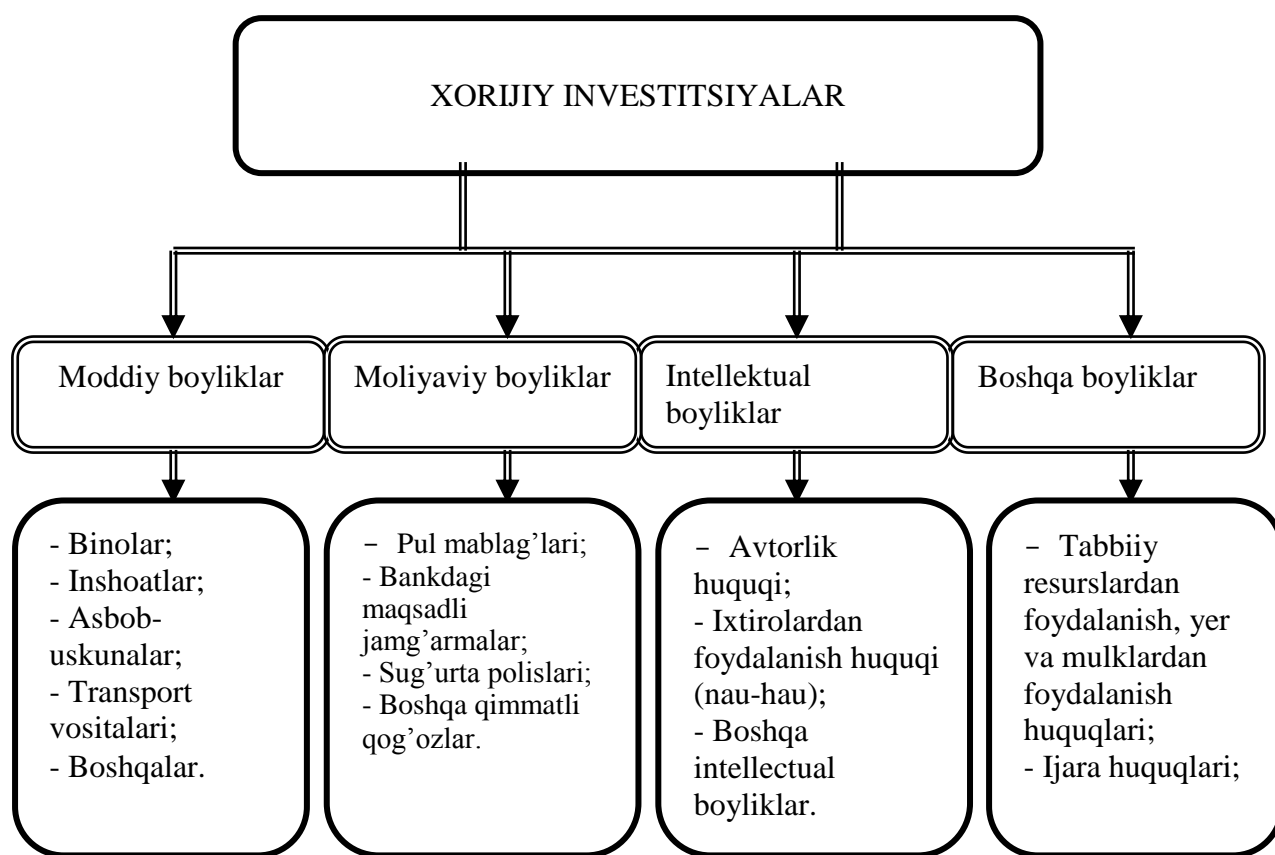 XORIJIY INVESTITSIYALAR
Moddiy boyliklar
Moliyaviy boyliklar
Intellektual
boyliklar
Boshqa boyliklar
- Binolar;
- Inshoatlar;
- Asbob-
uskunalar;
- Transport
vositalari;
- Boshqalar.
- Pul mablag’lari;
- Bankdagi
maqsadli
jamg’armalar;
- Sug’urta polislari;
- Boshqa qimmatli
qog’ozlar.
- Avtorlik
huquqi;
- Ixtirolardan
foydalanish huquqi
(nau-hau);
- Boshqa
intellectual
boyliklar.
- Tabbiiy
resurslardan
foydalanish, yer
va mulklardan
foydalanish
huquqlari;
- Ijara huquqlari;